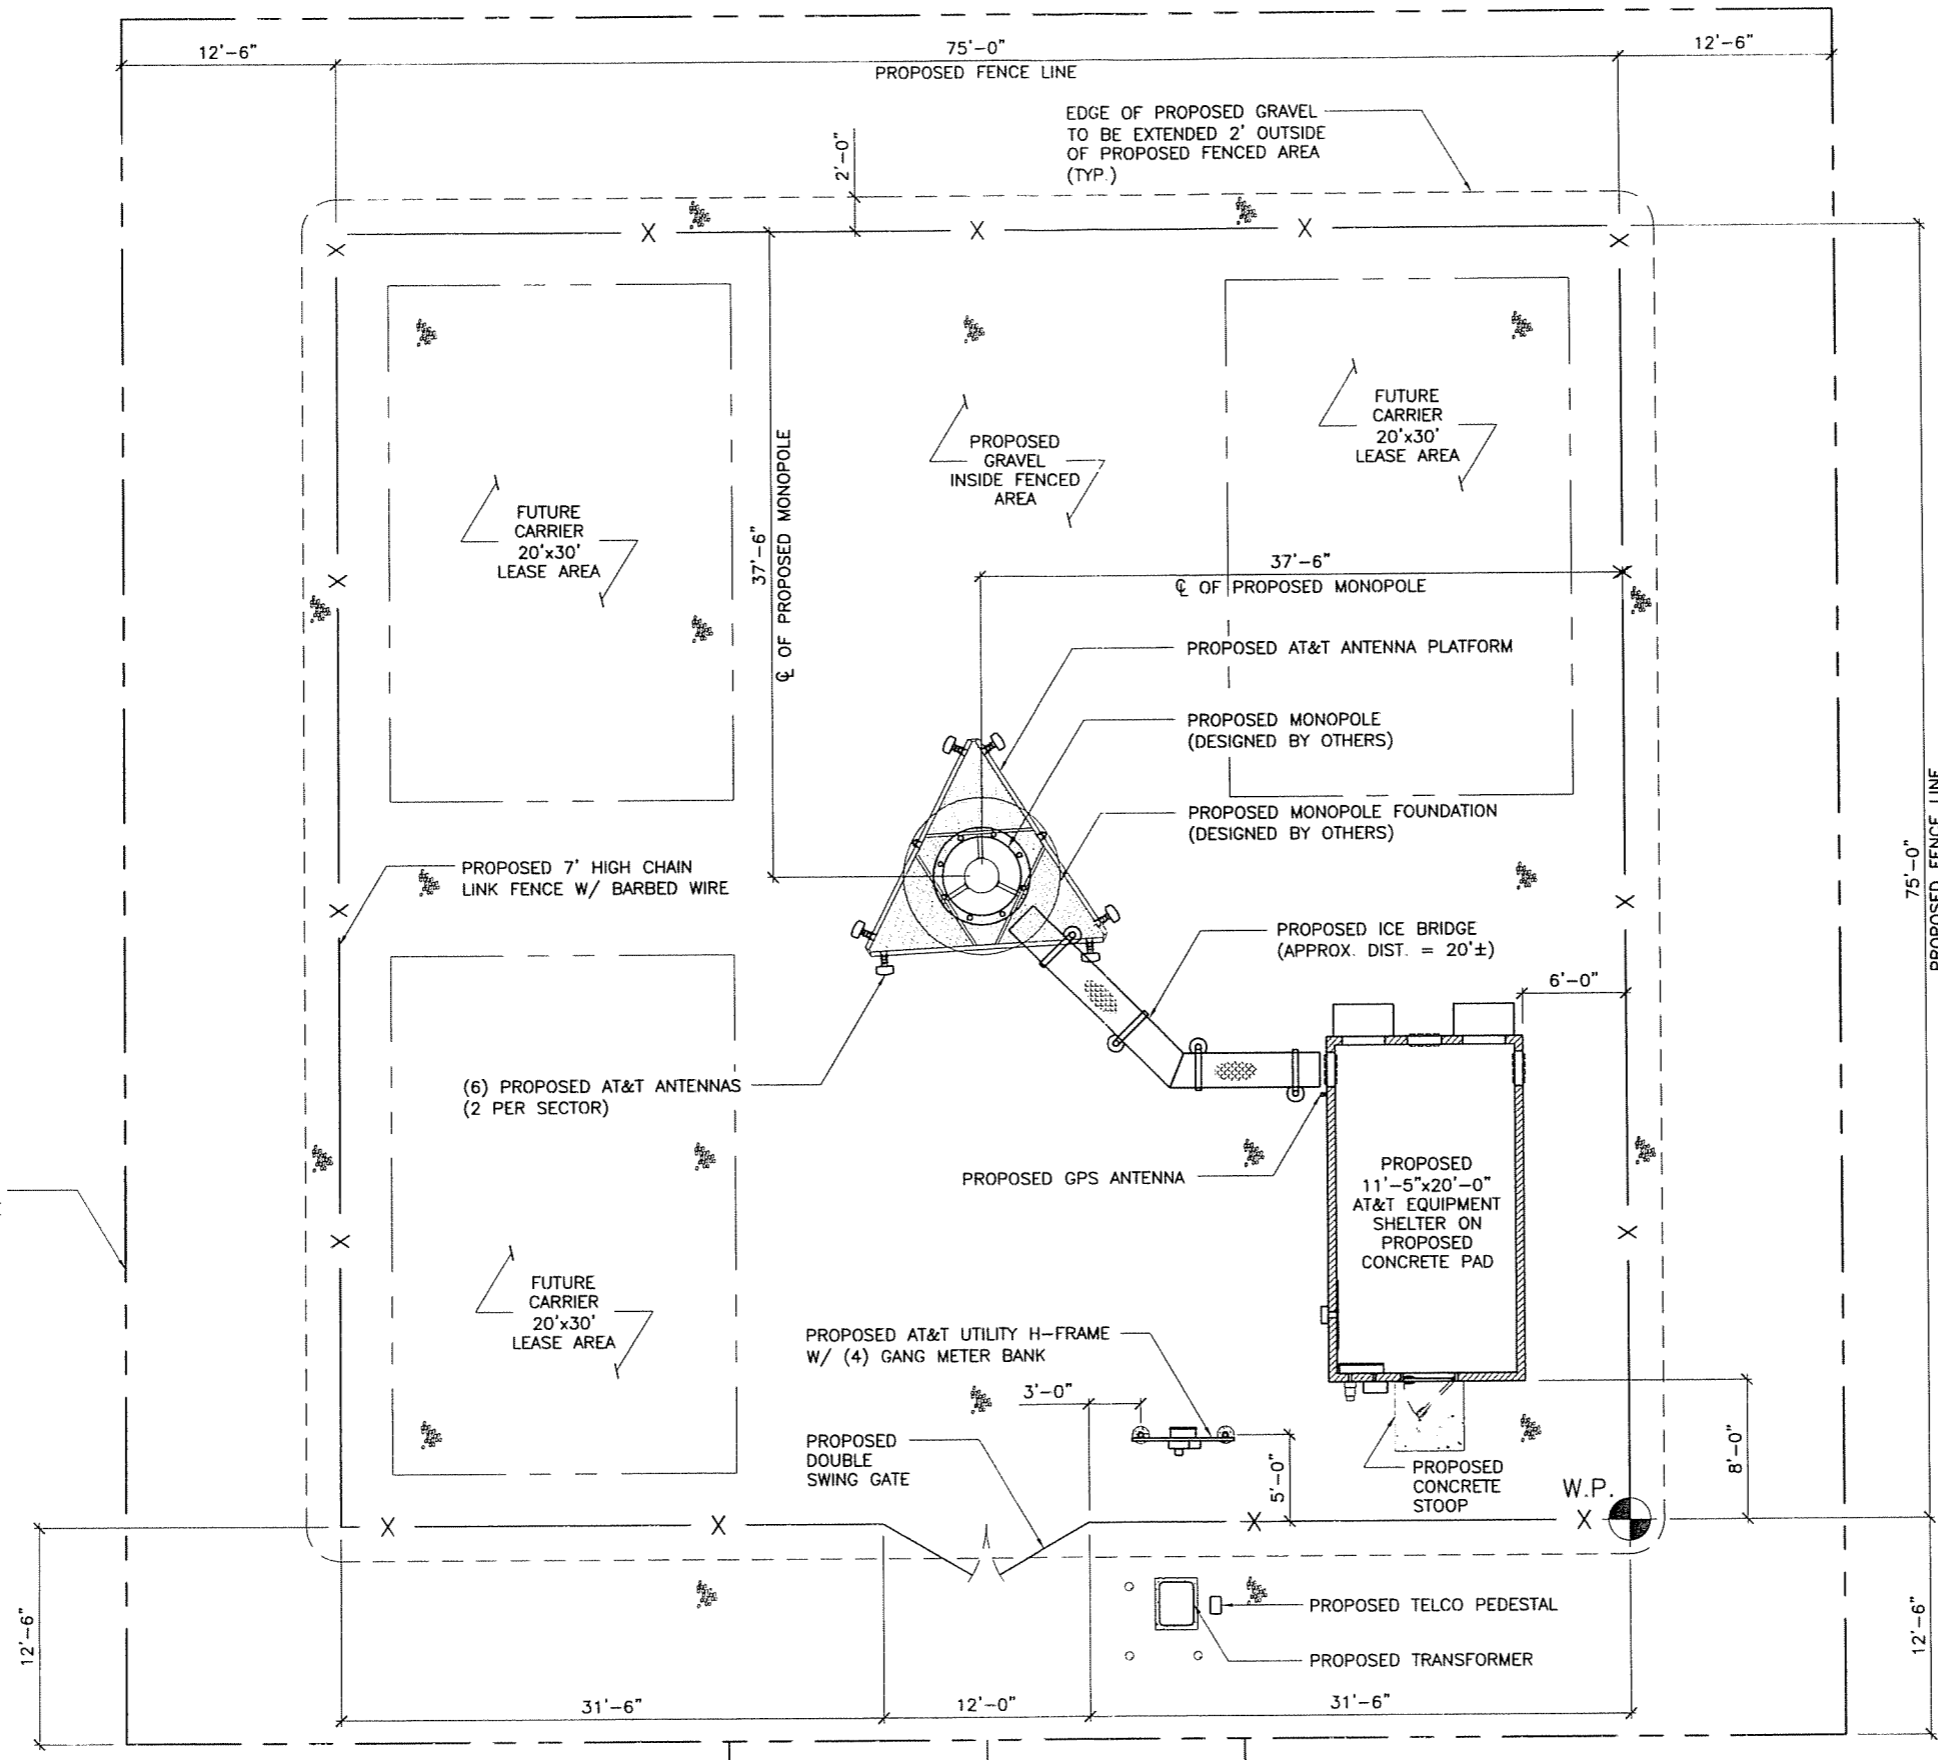 12'-6"
75'-0"
12'-6"
PROPOSED FENCE LINE
EDGE OF PROPOSED GRAVEL
TO BE EXTENDED 2' OUTSIDE
OF PROPOSED FENCED AREA
(TYP.)
2'-0"
FUTURE
CARRIER
20'x30'
LEASE AREA
PROPOSED
GRAVEL
INSIDE FENCED
AREA
FUTURE
CARRIER
20'x30'
LEASE AREA
37'-6"
℄ OF PROPOSED MONOPOLE
37'-6"
℄ OF PROPOSED MONOPOLE
PROPOSED AT&T ANTENNA PLATFORM
PROPOSED MONOPOLE
(DESIGNED BY OTHERS)
PROPOSED MONOPOLE FOUNDATION
(DESIGNED BY OTHERS)
75'-0"
PROPOSED FENCE LINE
PROPOSED 7' HIGH CHAIN
LINK FENCE W/ BARBED WIRE
PROPOSED ICE BRIDGE
(APPROX. DIST. = 20'±)
6'-0"
(6) PROPOSED AT&T ANTENNAS
(2 PER SECTOR)
PROPOSED GPS ANTENNA
PROPOSED
11'-5"x20'-0"
AT&T EQUIPMENT
SHELTER ON
PROPOSED
CONCRETE PAD
FUTURE
CARRIER
20'x30'
LEASE AREA
PROPOSED AT&T UTILITY H-FRAME
W/ (4) GANG METER BANK
3'-0"
PROPOSED
DOUBLE
SWING GATE
5'-0"
PROPOSED
CONCRETE
STOOP
W.P.
8'-0"
12'-6"
PROPOSED TELCO PEDESTAL
PROPOSED TRANSFORMER
12'-6"
31'-6"
12'-0"
31'-6"